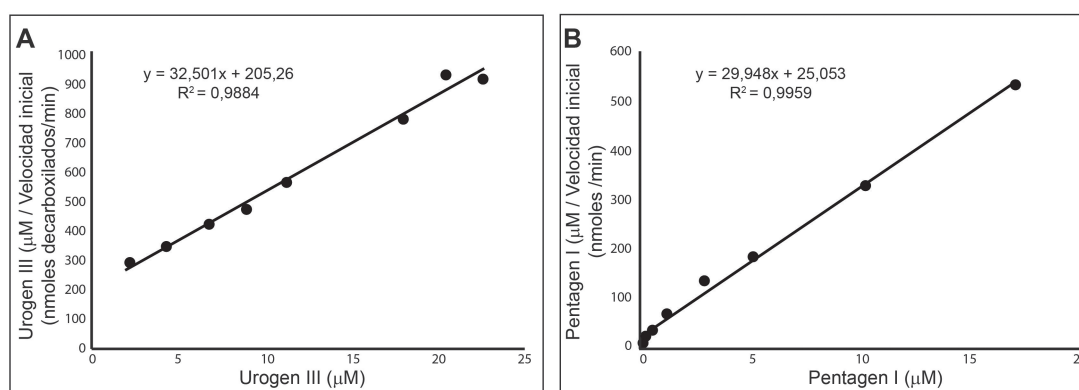 A
y = 32,501x + 205,26
R² = 0,9884
Urogen III (μM / Velocidad inicial
(nmoles decarboxilados/min)
1000
900
800
700
600
500
400
300
200
100
0
0 5 10 15 20 25
Urogen III (μM)
B
y = 29,948x + 25,053
R² = 0,9959
Pentagen I (μM / Velocidad inicial
(nmoles /min)
600
500
400
300
200
100
0
0 5 10 15 20
Pentagen I (μM)